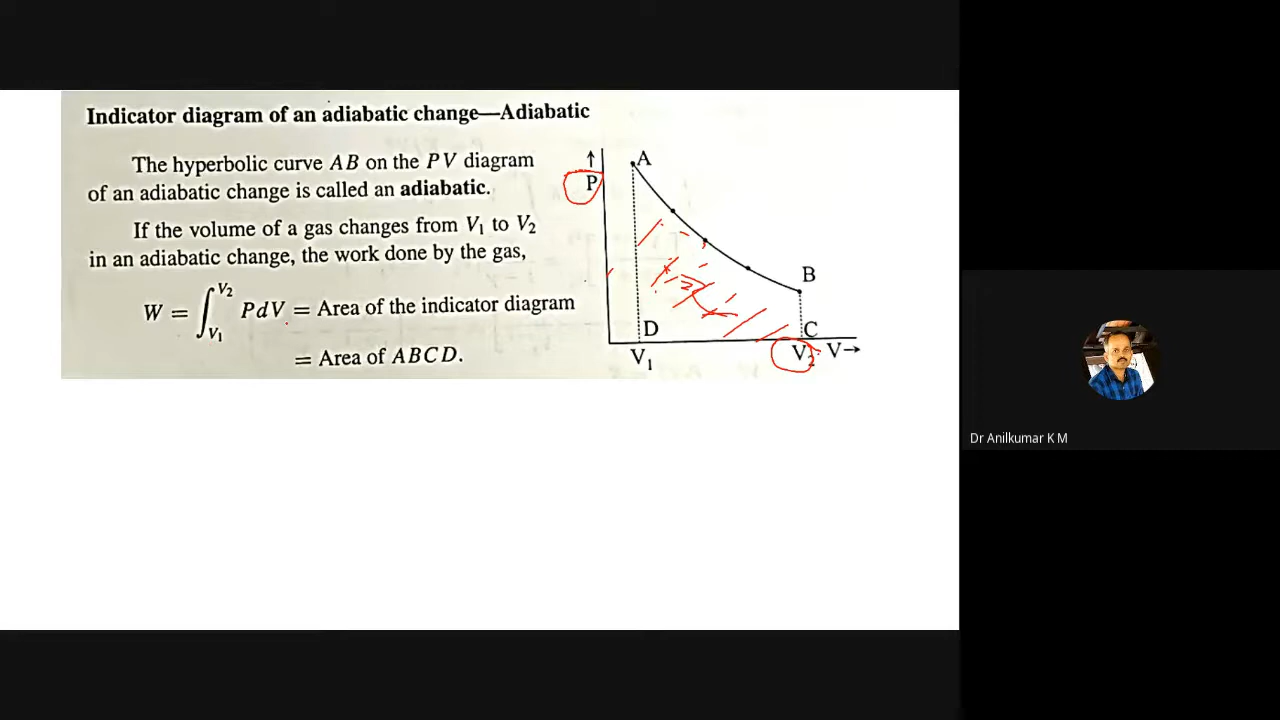 Indicator diagram of an adiabatic change—Adiabatic
The hyperbolic curve AB on the PV diagram
of an adiabatic change is called an adiabatic.
If the volume of a gas changes from V₁ to V₂
in an adiabatic change, the work done by the gas,
W = ∫_{V₁}^{V₂} PdV = Area of the indicator diagram
= Area of ABCD.
↑
P
A
B
D
C
V₁
V₂
V→
Dr Anilkumar K M